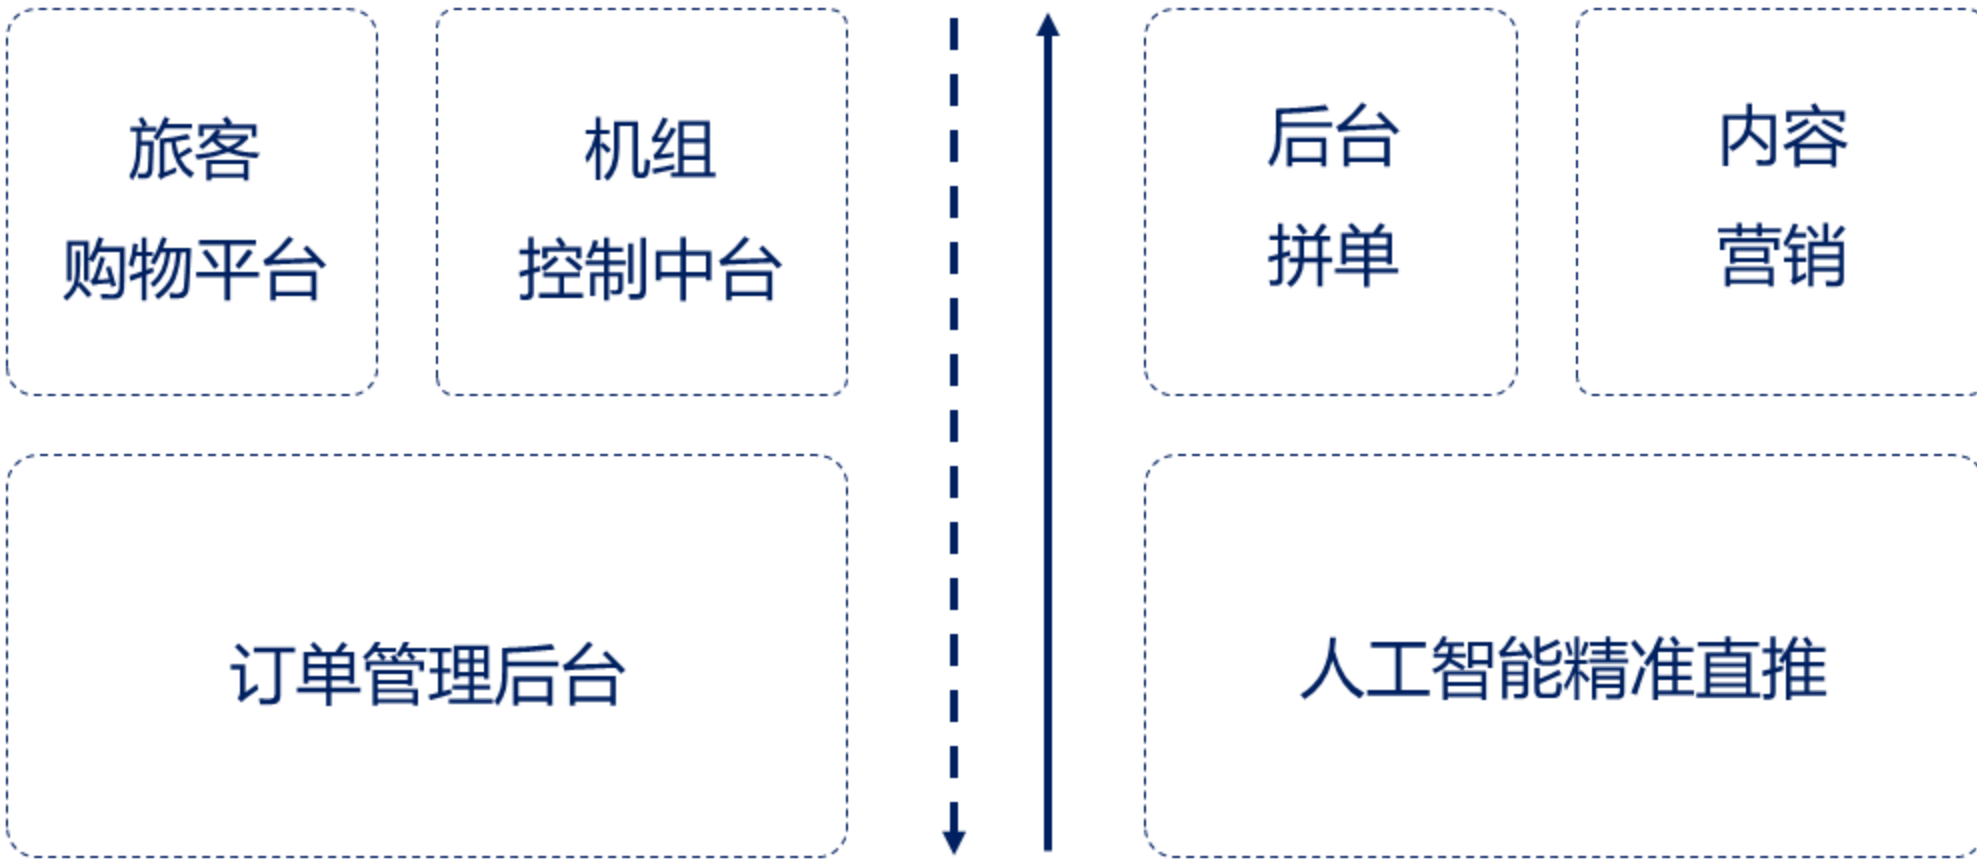 旅客
购物平台
机组
控制中台
后台
拼单
内容
营销
订单管理后台
人工智能精准直推